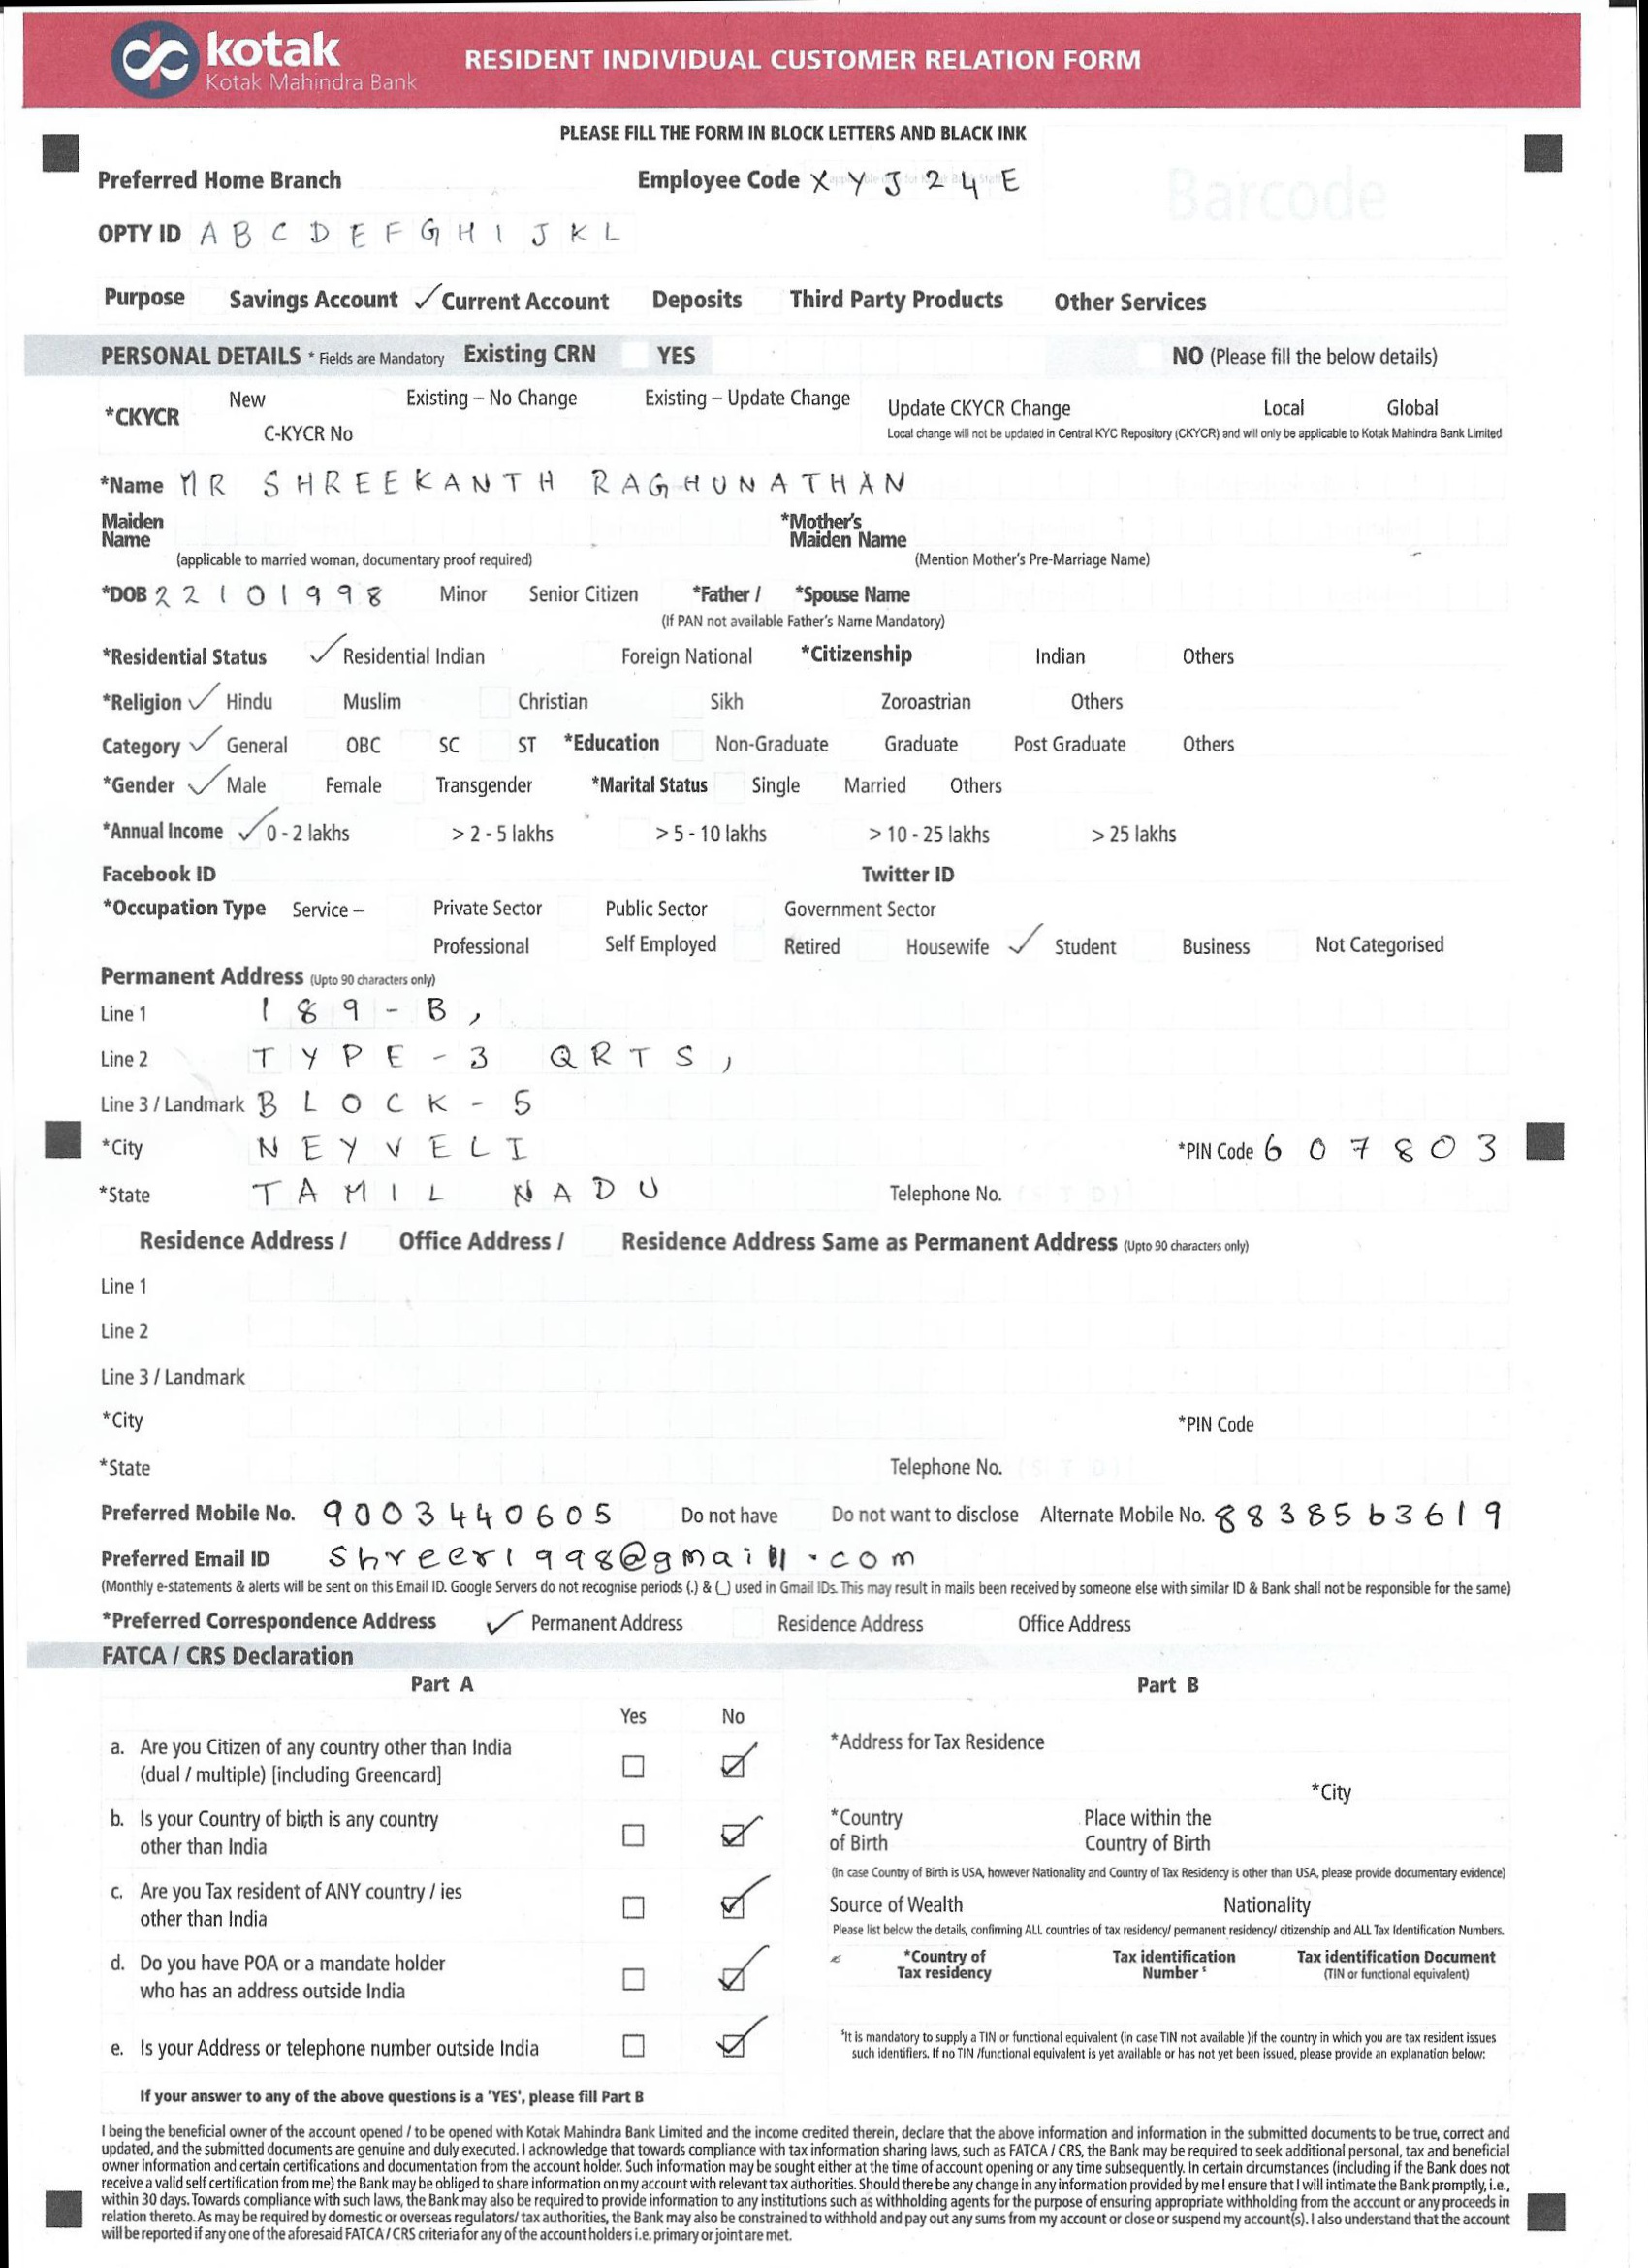 kotak
Kotak Mahindra Bank
RESIDENT INDIVIDUAL CUSTOMER RELATION FORM
PLEASE FILL THE FORM IN BLOCK LETTERS AND BLACK INK
Preferred Home Branch Employee Code X Y J 2 4 E
Barcode
OPTY ID A B C D E F G H I J K L
Purpose Savings Account ✓ Current Account Deposits Third Party Products Other Services
PERSONAL DETAILS * Fields are Mandatory Existing CRN YES NO (Please fill the below details)
*CKYCR New Existing – No Change Existing – Update Change Update CKYCR Change Local Global
C-KYCR No Local change will not be updated in Central KYC Repository (CKYCR) and will only be applicable to Kotak Mahindra Bank Limited
*Name MR SHREEKANTH RAGHUNATHAN
Maiden Name *Mother's Maiden Name
(applicable to married woman, documentary proof required) (Mention Mother's Pre-Marriage Name)
*DOB 22101998 Minor Senior Citizen *Father / *Spouse Name
(If PAN not available Father's Name Mandatory)
*Residential Status ✓ Residential Indian Foreign National *Citizenship Indian Others
*Religion ✓ Hindu Muslim Christian Sikh Zoroastrian Others
Category ✓ General OBC SC ST *Education Non-Graduate Graduate Post Graduate Others
*Gender ✓ Male Female Transgender *Marital Status Single Married Others
*Annual Income ✓ 0 - 2 lakhs > 2 - 5 lakhs > 5 - 10 lakhs > 10 - 25 lakhs > 25 lakhs
Facebook ID Twitter ID
*Occupation Type Service – Private Sector Public Sector Government Sector
Professional Self Employed Retired Housewife ✓ Student Business Not Categorised
Permanent Address (Upto 90 characters only)
Line 1 189-B,
Line 2 TYPE-3 QRTS,
Line 3 / Landmark BLOCK-5
*City NEYVELI *PIN Code 607803
*State TAMIL NADU Telephone No.
Residence Address / Office Address / Residence Address Same as Permanent Address (Upto 90 characters only)
Line 1
Line 2
Line 3 / Landmark
*City *PIN Code
*State Telephone No.
Preferred Mobile No. 9003440605 Do not have Do not want to disclose Alternate Mobile No. 8838563619
Preferred Email ID shreer1998@gmail.com
(Monthly e-statements & alerts will be sent on this Email ID. Google Servers do not recognise periods (.) & (_) used in Gmail IDs. This may result in mails been received by someone else with similar ID & Bank shall not be responsible for the same)
*Preferred Correspondence Address ✓ Permanent Address Residence Address Office Address
FATCA / CRS Declaration
Part A Part B
Yes No
a. Are you Citizen of any country other than India *Address for Tax Residence
(dual / multiple) [including Greencard] ☐ ☑
*City
b. Is your Country of birth is any country *Country Place within the
other than India ☐ ☑ of Birth Country of Birth
(In case Country of Birth is USA, however Nationality and Country of Tax Residency is other than USA, please provide documentary evidence)
c. Are you Tax resident of ANY country / ies Source of Wealth Nationality
other than India ☐ ☑ Please list below the details, confirming ALL countries of tax residency/ permanent residency/ citizenship and ALL Tax Identification Numbers.
d. Do you have POA or a mandate holder *Country of Tax identification Tax identification Document
who has an address outside India ☐ ☑ Tax residency Number $ (TIN or functional equivalent)
e. Is your Address or telephone number outside India ☐ ☑
$It is mandatory to supply a TIN or functional equivalent (in case TIN not available )if the country in which you are tax resident issues
such identifiers. If no TIN /functional equivalent is yet available or has not yet been issued, please provide an explanation below:
If your answer to any of the above questions is a 'YES', please fill Part B
I being the beneficial owner of the account opened / to be opened with Kotak Mahindra Bank Limited and the income credited therein, declare that the above information and information in the submitted documents to be true, correct and
updated, and the submitted documents are genuine and duly executed. I acknowledge that towards compliance with tax information sharing laws, such as FATCA / CRS, the Bank may be required to seek additional personal, tax and beneficial
owner information and certain certifications and documentation from the account holder. Such information may be sought either at the time of account opening or any time subsequently. In certain circumstances (including if the Bank does not
receive a valid self certification from me) the Bank may be obliged to share information on my account with relevant tax authorities. Should there be any change in any information provided by me I ensure that I will intimate the Bank promptly, i.e.,
within 30 days. Towards compliance with such laws, the Bank may also be required to provide information to any institutions such as withholding agents for the purpose of ensuring appropriate withholding from the account or any proceeds in
relation thereto. As may be required by domestic or overseas regulators/ tax authorities, the Bank may also be constrained to withhold and pay out any sums from my account or close or suspend my account(s). I also understand that the account
will be reported if any one of the aforesaid FATCA / CRS criteria for any of the account holders i.e. primary or joint are met.